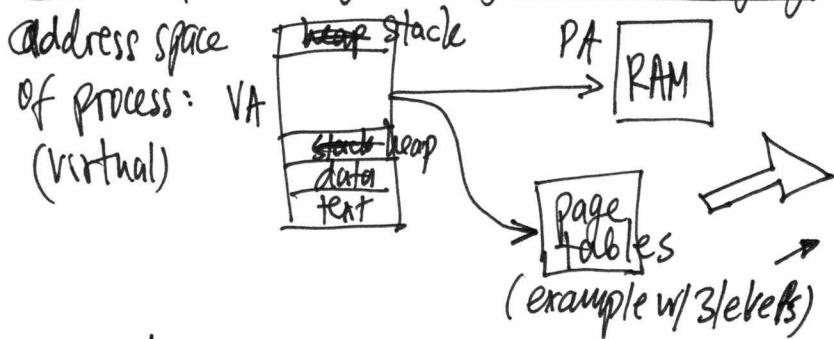 address space
of process: VA
(virtual)
stack
heap
data
text
PA
RAM
page
tables
(example w/ 3 levels)